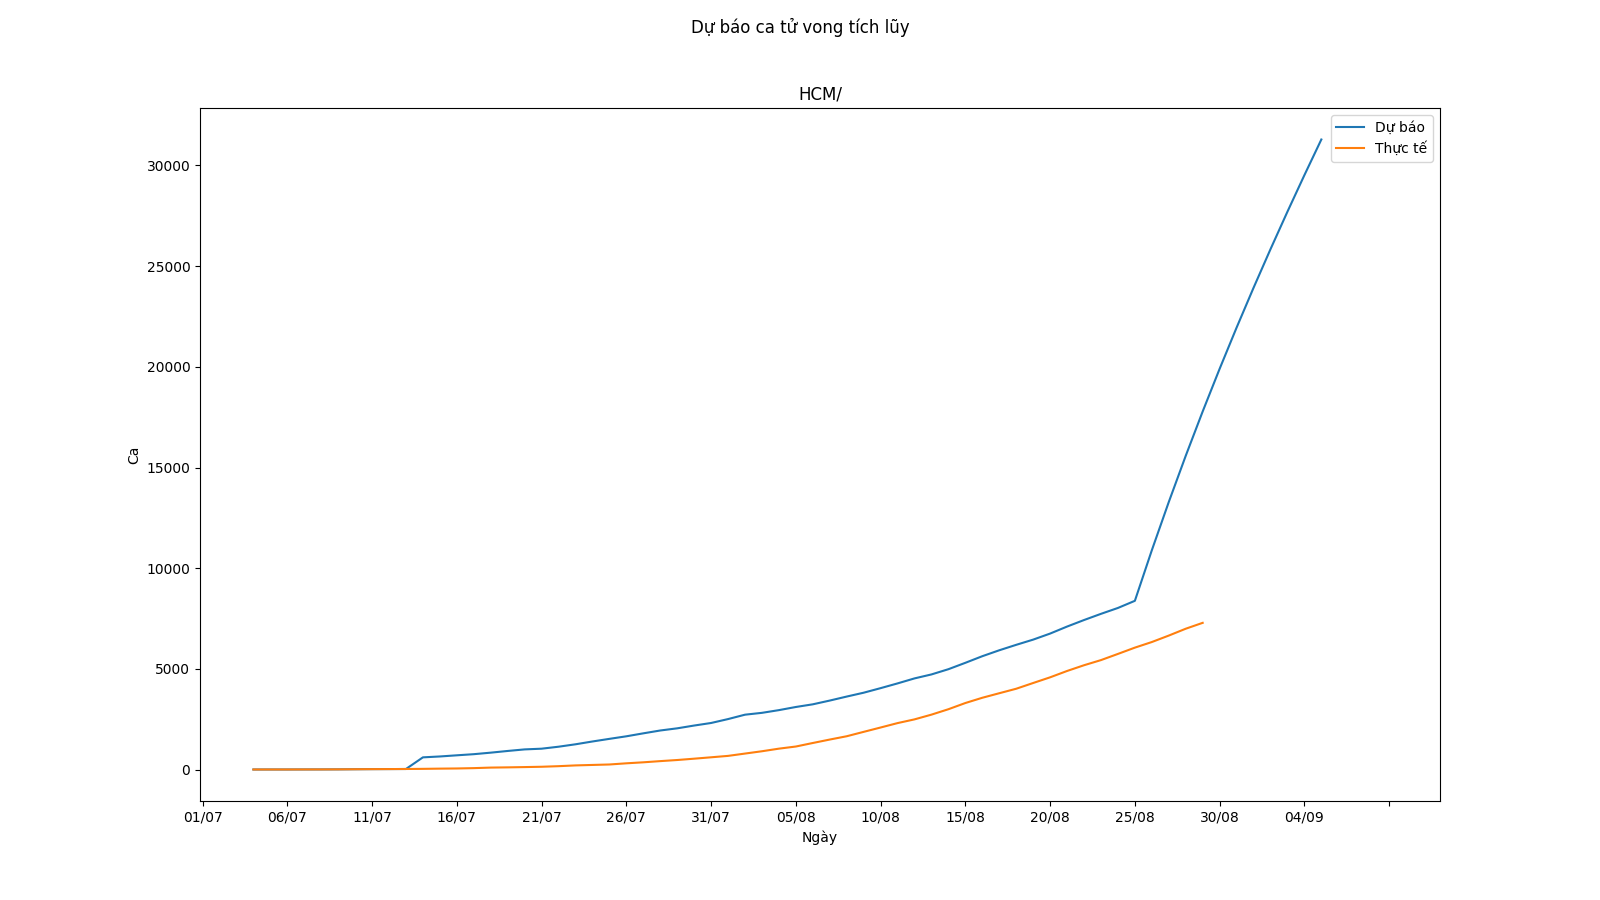 Dự báo ca tử vong tích lũy
HCM/
Dự báo
Thực tế
30000
25000
20000
15000
10000
5000
0
Ca
01/07 06/07 11/07 16/07 21/07 26/07 31/07 05/08 10/08 15/08 20/08 25/08 30/08 04/09
Ngày